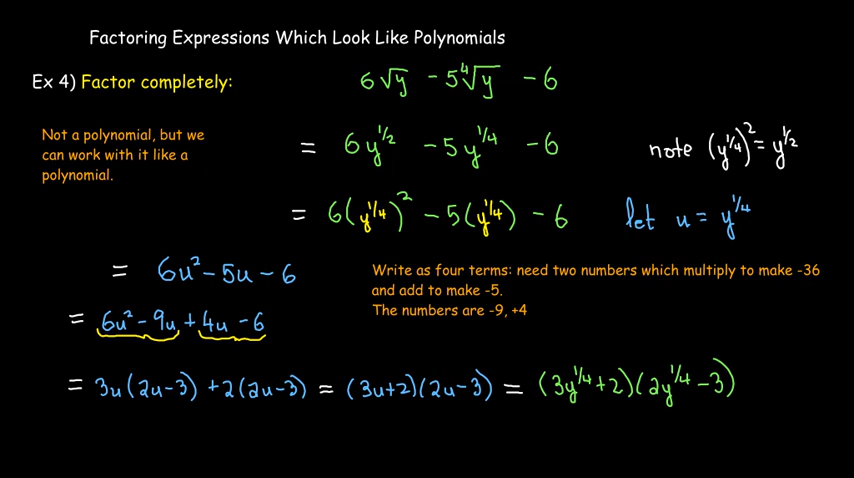 Factoring Expressions Which Look Like Polynomials
Ex 4) Factor completely: 6√y - 5∜y - 6
Not a polynomial, but we
can work with it like a
polynomial.
= 6y^1/2 - 5y^1/4 - 6 note (y^1/4)^2 = y^1/2
= 6(y^1/4)^2 - 5(y^1/4) - 6 let u = y^1/4
= 6u² - 5u - 6
Write as four terms: need two numbers which multiply to make -36
and add to make -5.
The numbers are -9, +4
= 6u² - 9u + 4u - 6
= 3u(2u-3) + 2(2u-3) = (3u+2)(2u-3) = (3y^1/4 + 2)(2y^1/4 - 3)